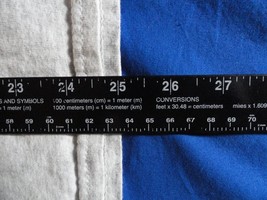 23 24 25 26 27
S AND SYMBOLS 100 centimeters (cm) = 1 meter (m) CONVERSIONS
= 1 meter (m) 1000 meters (m) = 1 kilometer (km) feet x 30.48 = centimeters miles x 1.609
58 59 60 61 62 63 64 65 66 67 68 69 70